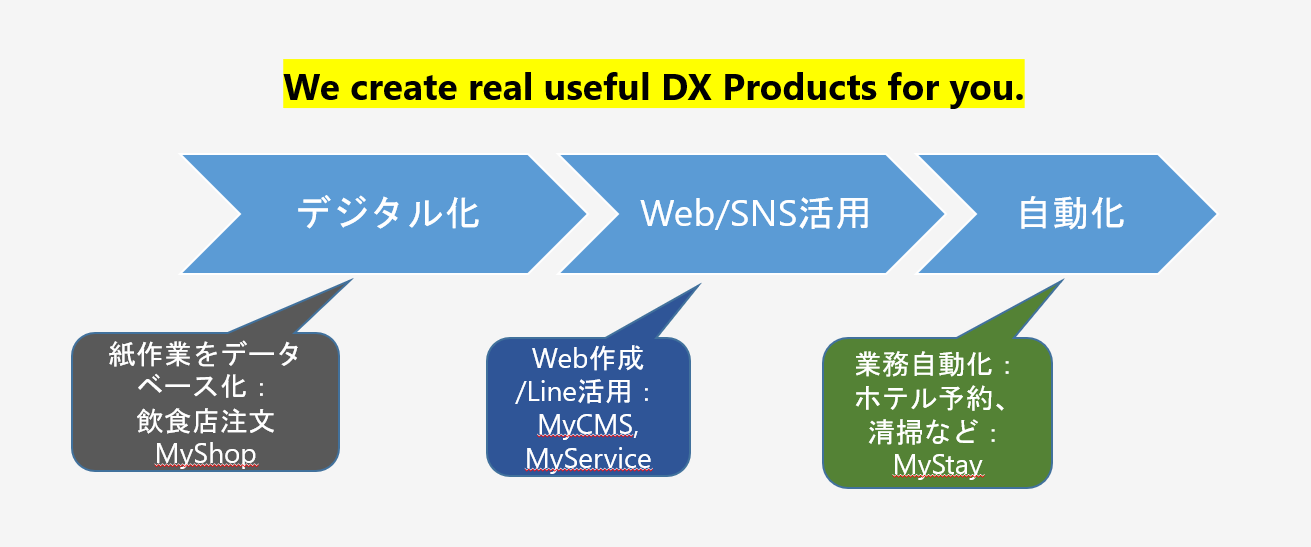 We create real useful DX Products for you.
デジタル化
Web/SNS活用
自動化
紙作業をデータ
ベース化：
飲食店注文
MyShop
Web作成
/Line活用：
MyCMS,
MyService
業務自動化：
ホテル予約、
清掃など：
MyStay